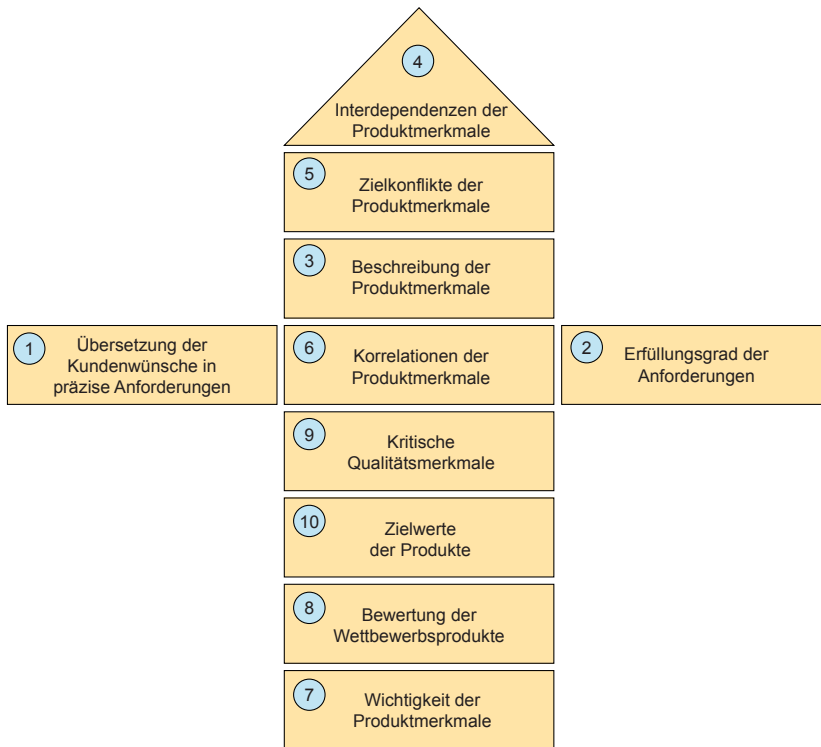 4
Interdependenzen der
Produktmerkmale
5
Zielkonflikte der
Produktmerkmale
3
Beschreibung der
Produktmerkmale
1
Übersetzung der
Kundenwünsche in
präzise Anforderungen
6
Korrelationen der
Produktmerkmale
2
Erfüllungsgrad der
Anforderungen
9
Kritische
Qualitätsmerkmale
10
Zielwerte
der Produkte
8
Bewertung der
Wettbewerbsprodukte
7
Wichtigkeit der
Produktmerkmale